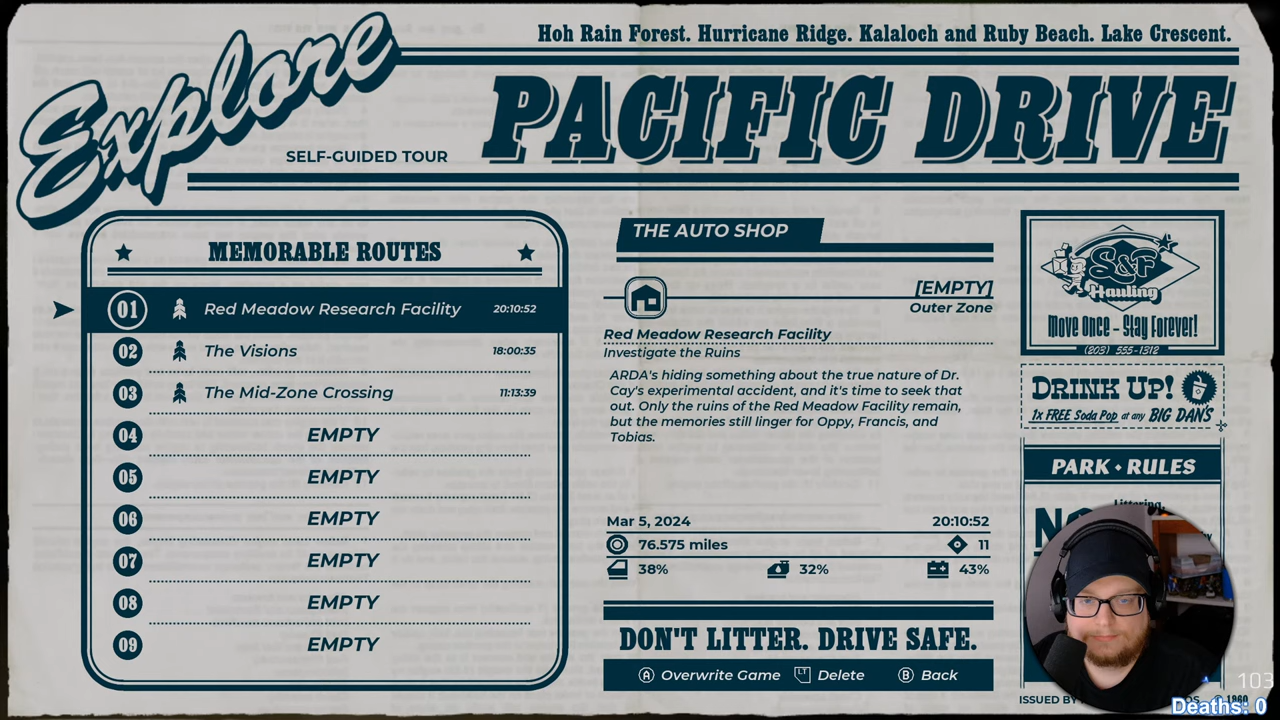 Hoh Rain Forest. Hurricane Ridge. Kalaloch and Ruby Beach. Lake Crescent.
Explore
PACIFIC DRIVE
SELF-GUIDED TOUR
MEMORABLE ROUTES
01 Red Meadow Research Facility 20:10:52
02 The Visions 18:00:35
03 The Mid-Zone Crossing 11:13:39
04 EMPTY
05 EMPTY
06 EMPTY
07 EMPTY
08 EMPTY
09 EMPTY
THE AUTO SHOP
[EMPTY]
Outer Zone
Red Meadow Research Facility
Investigate the Ruins
ARDA's hiding something about the true nature of Dr.
Cay's experimental accident, and it's time to seek that
out. Only the ruins of the Red Meadow Facility remain,
but the memories still linger for Oppy, Francis, and
Tobias.
Mar 5, 2024 20:10:52
76.575 miles 11
38% 32% 43%
DON'T LITTER. DRIVE SAFE.
A Overwrite Game LT Delete B Back
S&F
Hauling
Move Once - Stay Forever!
(203) 555-1312
DRINK UP!
1x FREE Soda Pop at any BIG DAN'S
PARK • RULES
Littering,
ISSUED BY
1960
103
Deaths: 0